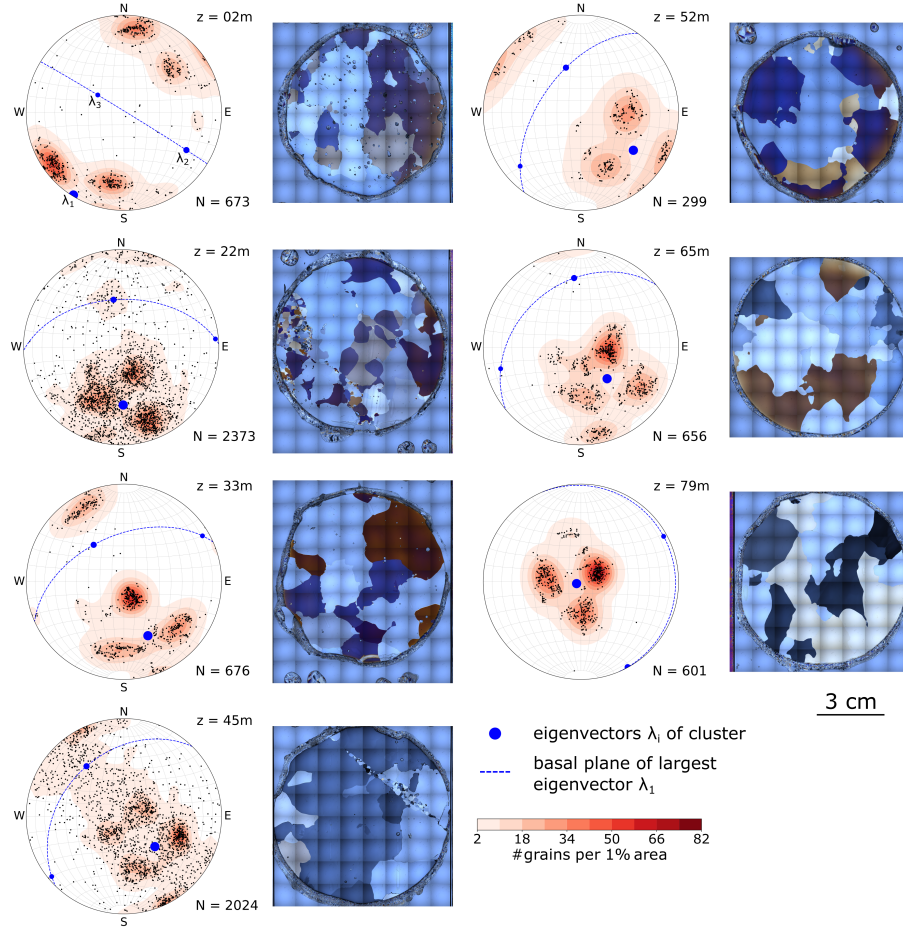 N
z = 02m
W
E
λ3
λ2
λ1
N = 673
S
z = 52m
N = 299
N
z = 22m
W
E
N = 2373
S
z = 65m
N = 656
N
z = 33m
W
E
N = 676
S
z = 79m
N = 601
3 cm
N
z = 45m
W
E
N = 2024
S
eigenvectors λi of cluster
basal plane of largest
eigenvector λ1
2 18 34 50 66 82
#grains per 1% area